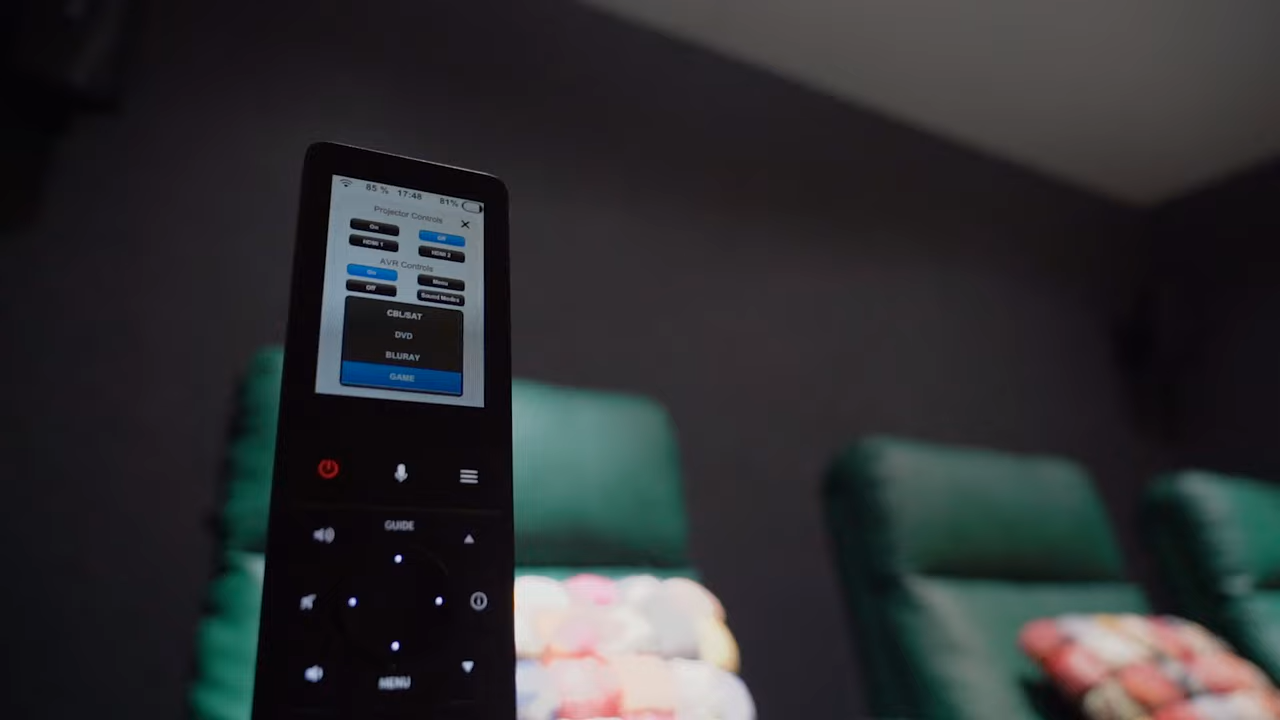 85 % 17:48 81%
Projector Controls
On Off
HDMI 1 HDMI 2
AVR Controls
On Menu
Off Sound Modes
CBL/SAT
DVD
BLURAY
GAME
GUIDE
MENU